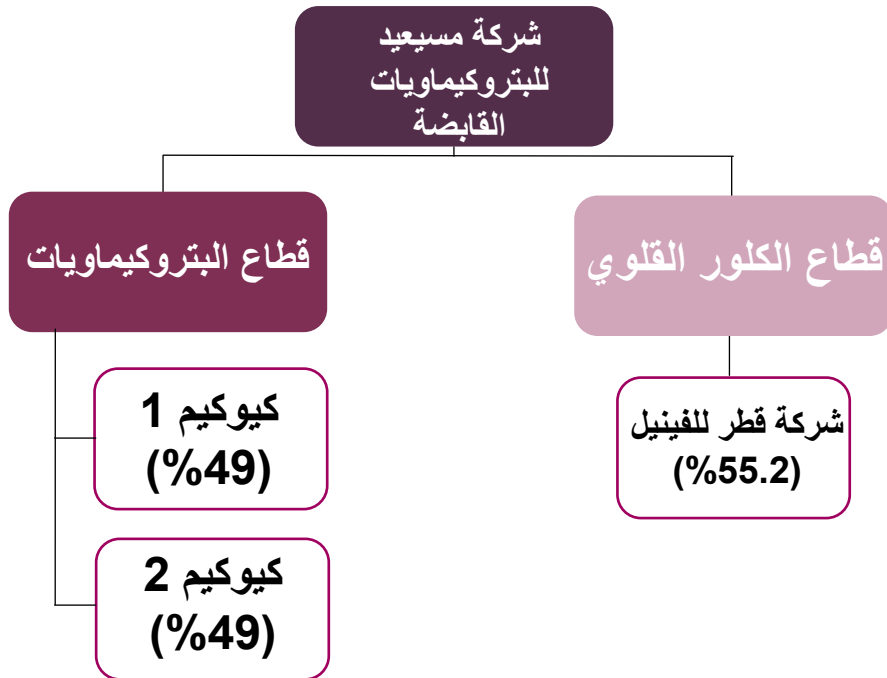 شركة مسيعيد
للبتروكيماويات
القابضة
قطاع الكلور القلوي
قطاع البتروكيماويات
شركة قطر للفينيل
(%55.2)
كيوكيم 1
(%49)
كيوكيم 2
(%49)